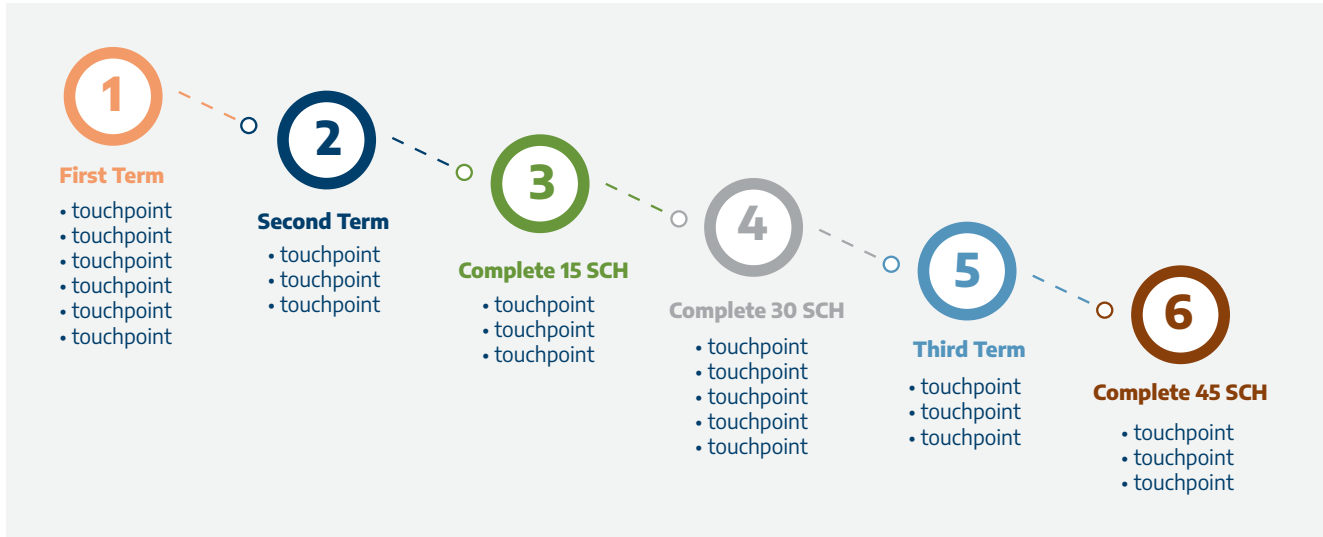 1
First Term
• touchpoint
• touchpoint
• touchpoint
• touchpoint
• touchpoint
• touchpoint
2
Second Term
• touchpoint
• touchpoint
• touchpoint
3
Complete 15 SCH
• touchpoint
• touchpoint
• touchpoint
4
Complete 30 SCH
• touchpoint
• touchpoint
• touchpoint
• touchpoint
• touchpoint
5
Third Term
• touchpoint
• touchpoint
• touchpoint
6
Complete 45 SCH
• touchpoint
• touchpoint
• touchpoint